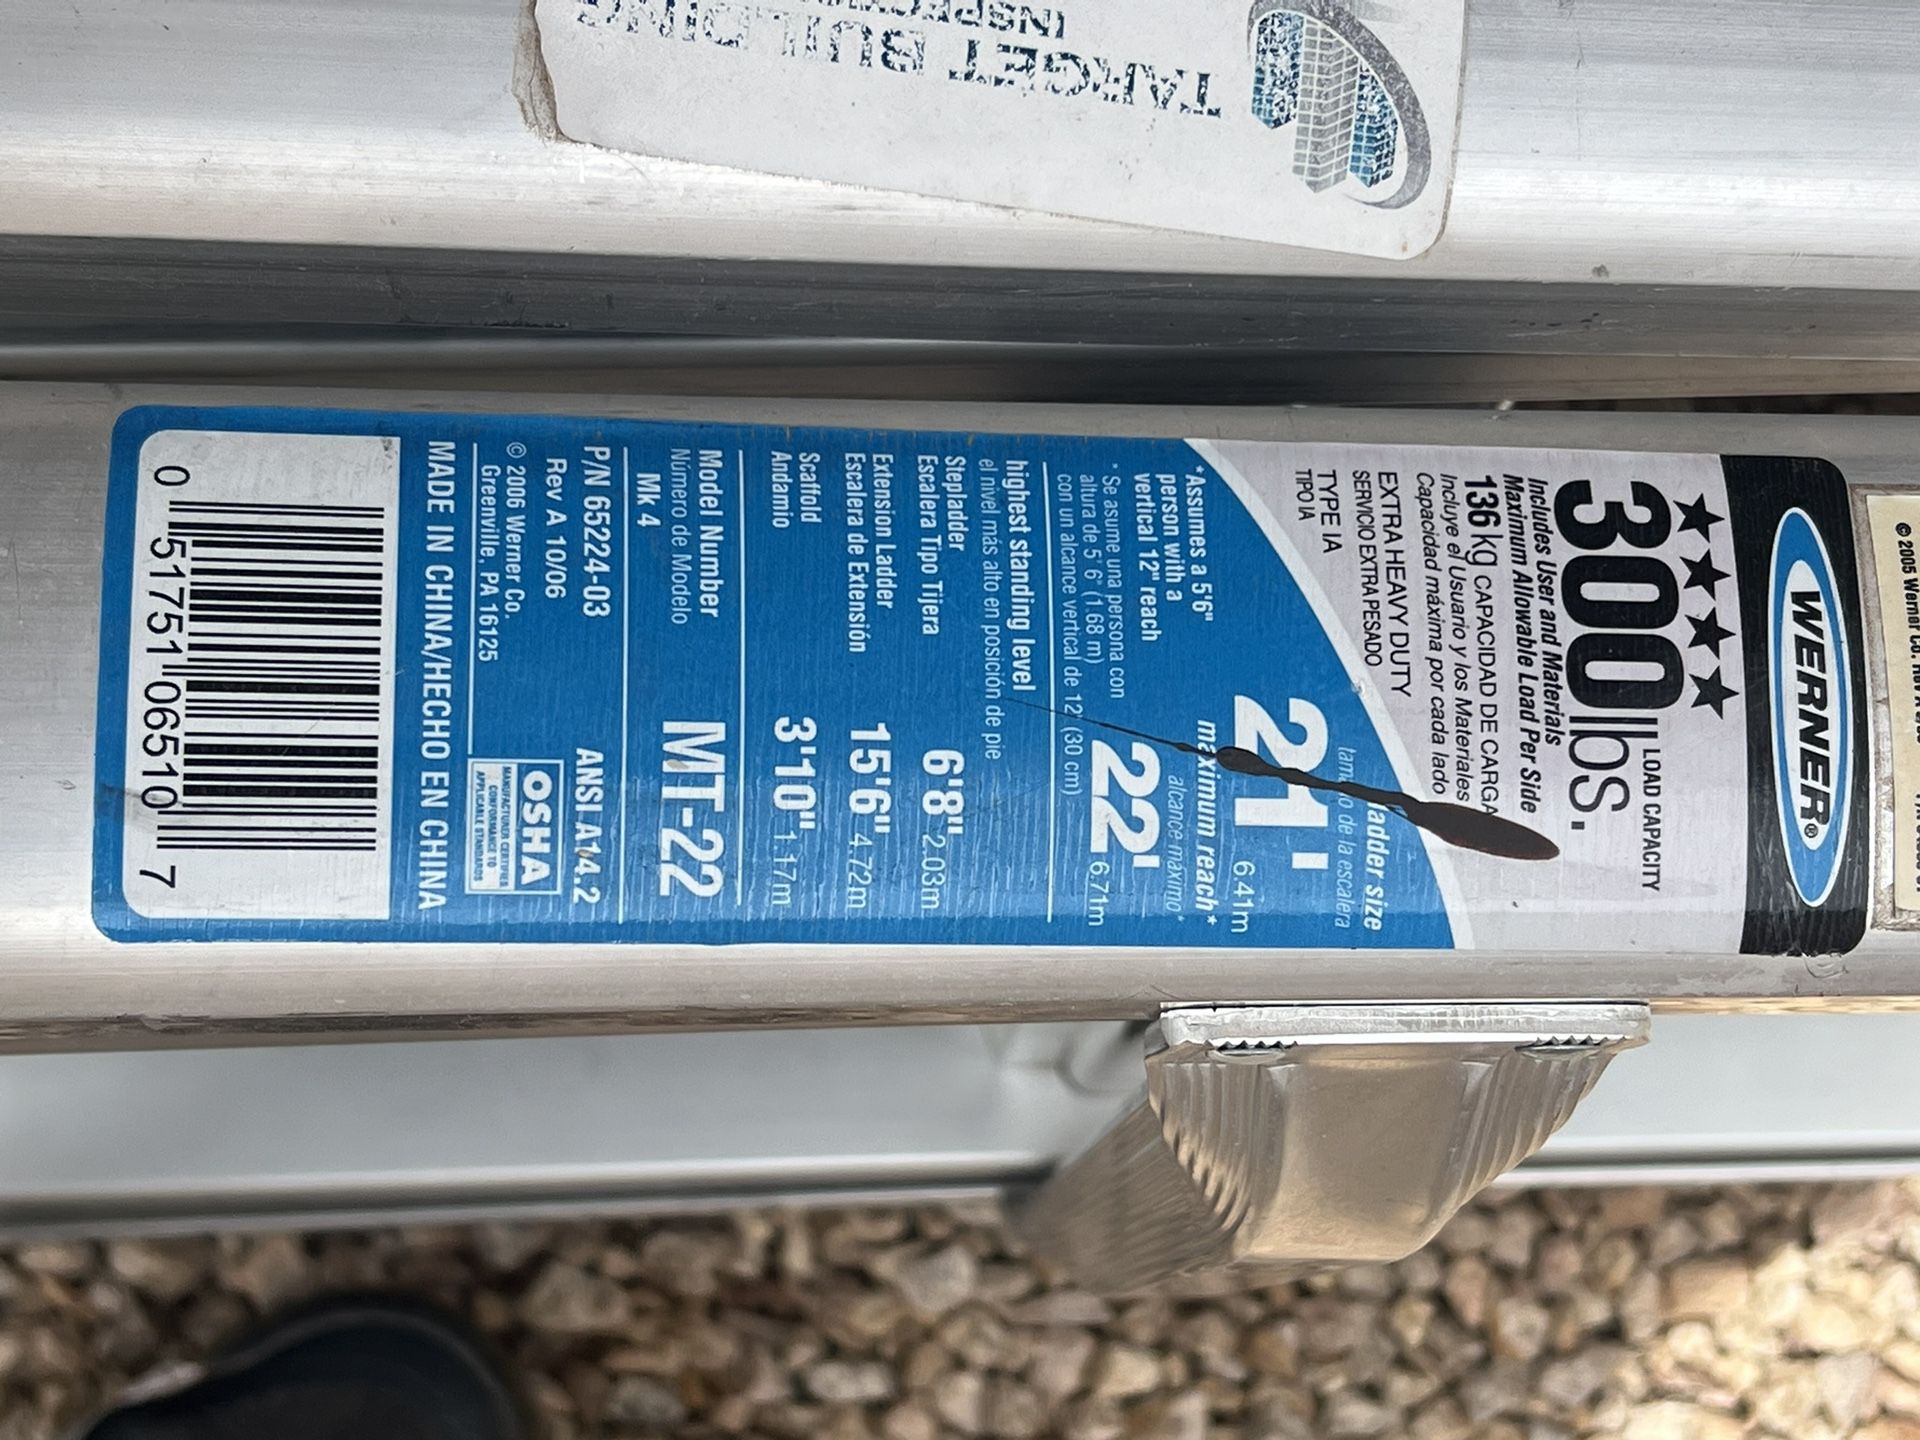 TARGET BUILDING
WERNER®
★★★★
300 lbs.
LOAD CAPACITY
Includes User and Materials
Maximum Allowable Load Per Side
136 kg CAPACIDAD DE CARGA
Incluye el Usuario y los Materiales
Capacidad máxima por cada lado
EXTRA HEAVY DUTY
SERVICIO EXTRA PESADO
TYPE IA
TIPO IA
ladder size
de la escalera
21' 6.41m
maximum reach*
alcance máximo*
22' 6.71m
*Assumes a 5'6"
person with a
vertical 12" reach
* Se asume una persona con
altura de 5' 6" (1.68 m)
con un alcance vertical de 12" (30 cm)
highest standing level
el nivel más alto en posición de pie
Stepladder
Escalera Tipo Tijera
6'8" 2.03m
Extension Ladder
Escalera de Extensión
15'6" 4.72m
Scaffold
Andamio
3'10" 1.17m
Model Number
Número de Modelo
MT-22
Mk 4
P/N 65224-03
ANSI A14.2
Rev A 10/06
© 2006 Werner Co.
Greenville, PA 16125
OSHA
MANUFACTURER CERTIFIES
CONFORMANCE TO
APPLICABLE STANDARDS
MADE IN CHINA/HECHO EN CHINA
0 51751 06510 7
© 2005 Werner Co.